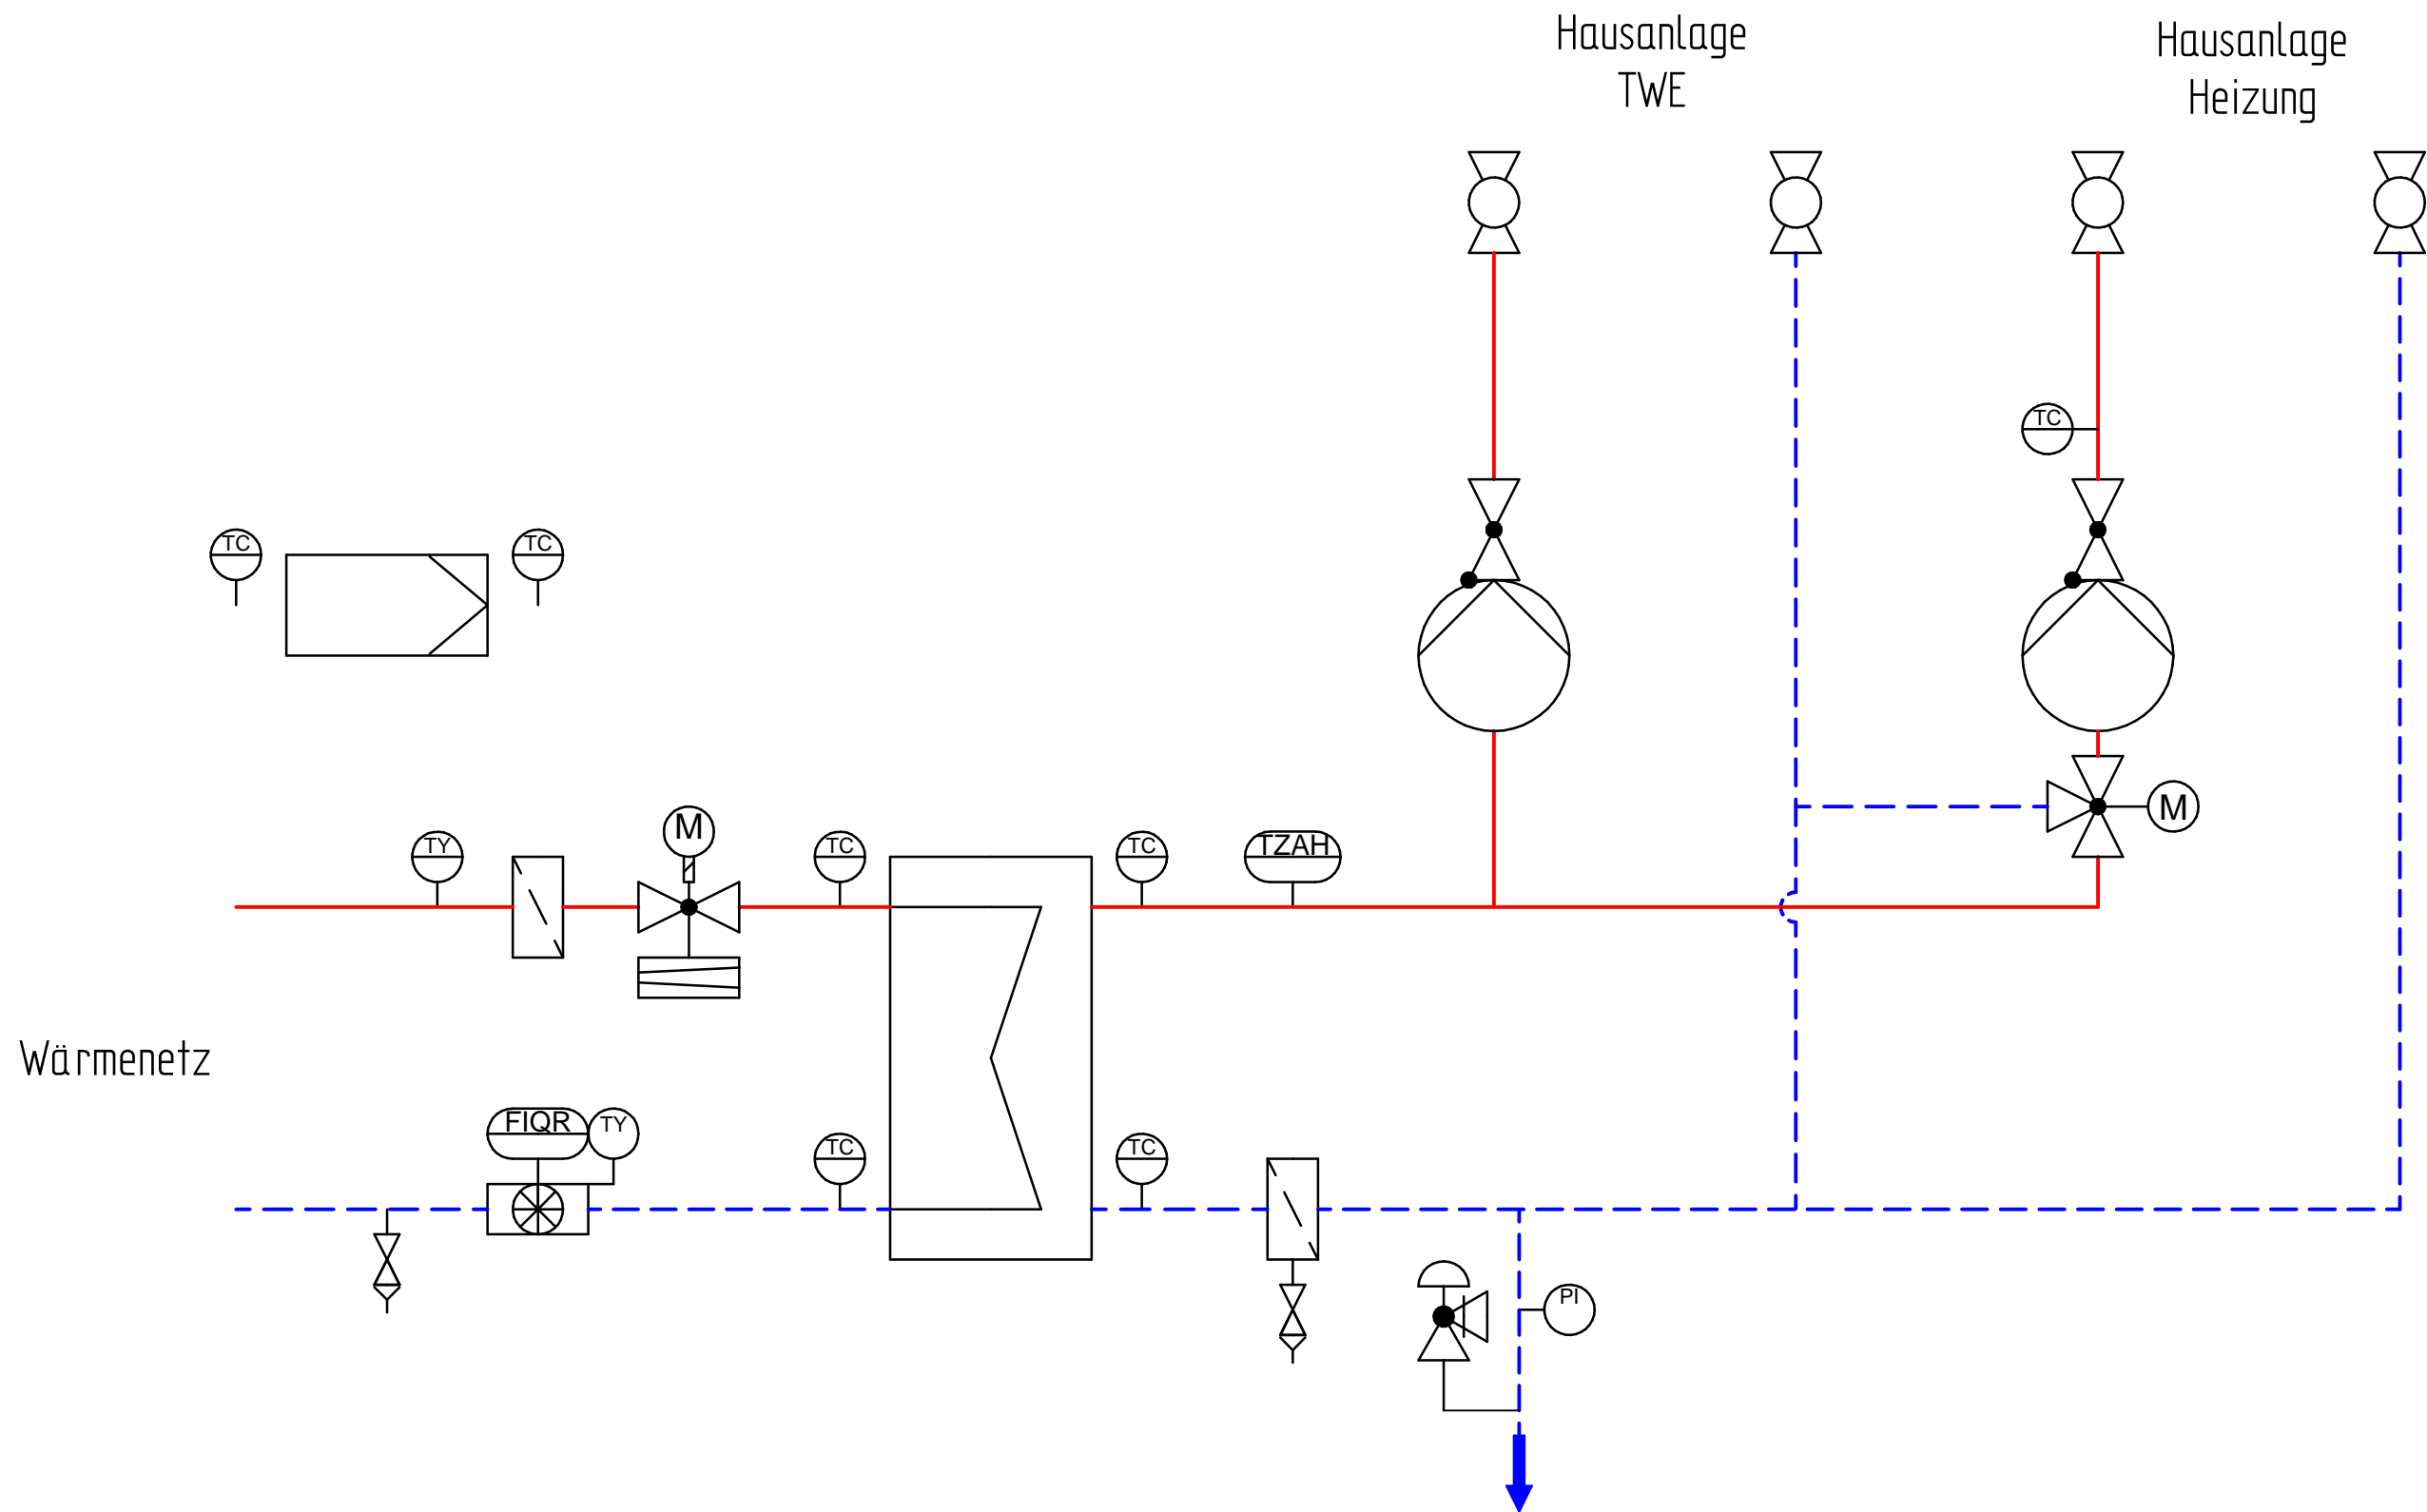 Hausanlage
TWE
Hausanlage
Heizung
TC
TC
TC
TY
M
TC
TC
TZAH
M
Wärmenetz
FIQR
TY
TC
TC
PI